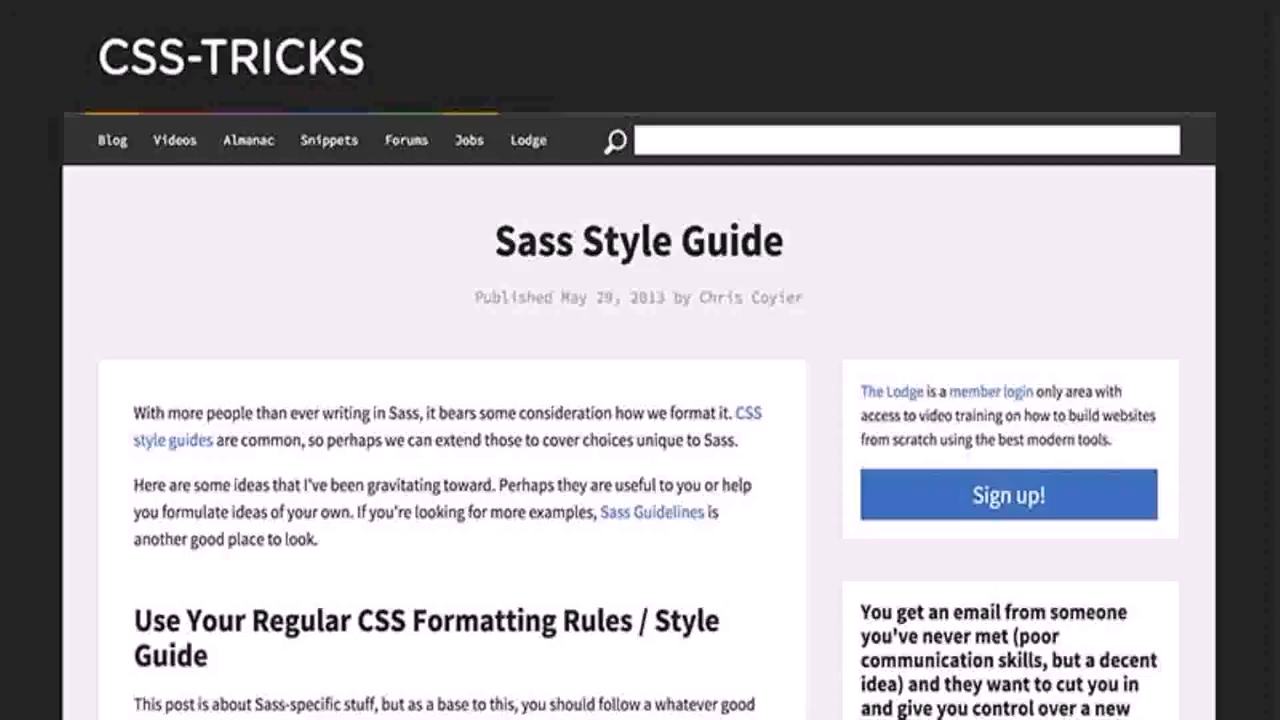 CSS-TRICKS
Blog Videos Almanac Snippets Forums Jobs Lodge
Sass Style Guide
Published May 29, 2013 by Chris Coyier
With more people than ever writing in Sass, it bears some consideration how we format it. CSS
style guides are common, so perhaps we can extend those to cover choices unique to Sass.
Here are some ideas that I've been gravitating toward. Perhaps they are useful to you or help
you formulate ideas of your own. If you're looking for more examples, Sass Guidelines is
another good place to look.
Use Your Regular CSS Formatting Rules / Style
Guide
This post is about Sass-specific stuff, but as a base to this, you should follow a whatever good
The Lodge is a member login only area with
access to video training on how to build websites
from scratch using the best modern tools.
Sign up!
You get an email from someone
you've never met (poor
communication skills, but a decent
idea) and they want to cut you in
and give you control over a new